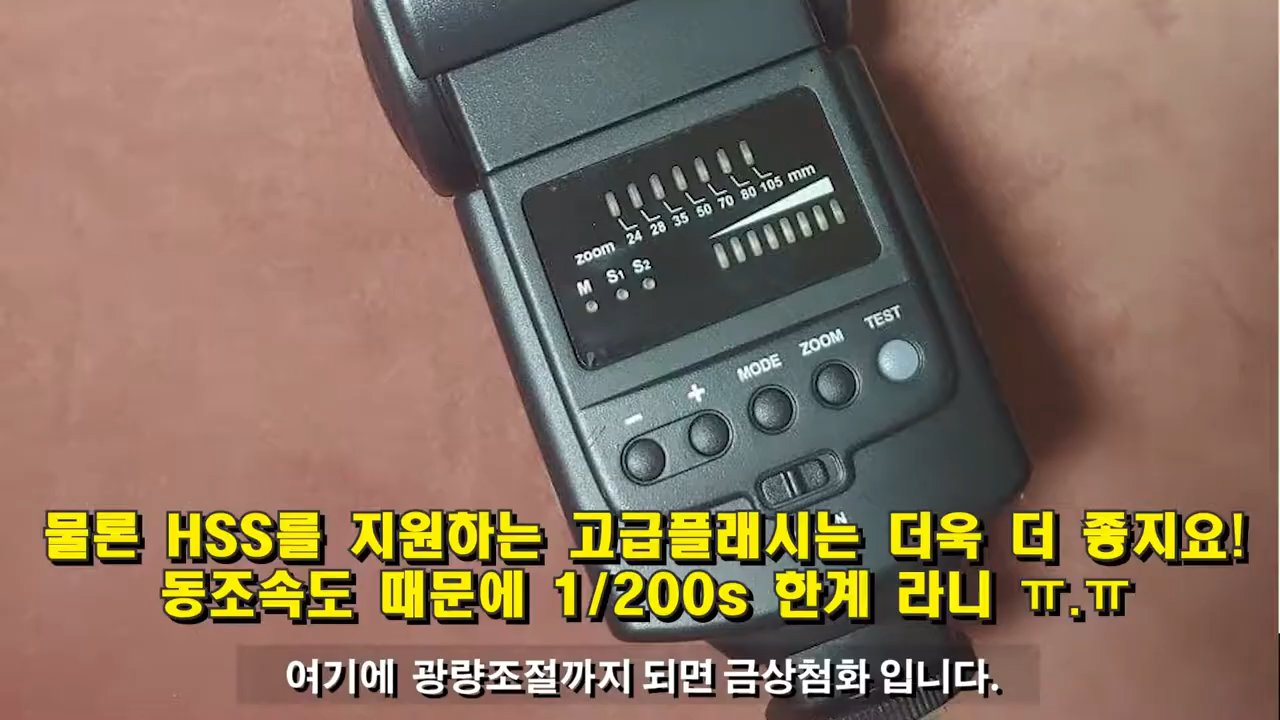 zoom 24 28 35 50 70 80 105 mm
M S1 S2
- + MODE ZOOM TEST
물론 HSS를 지원하는 고급플래시는 더욱 더 좋지요!
동조속도 때문에 1/200s 한계 라니 ㅠ.ㅠ
여기에 광량조절까지 되면 금상첨화 입니다.